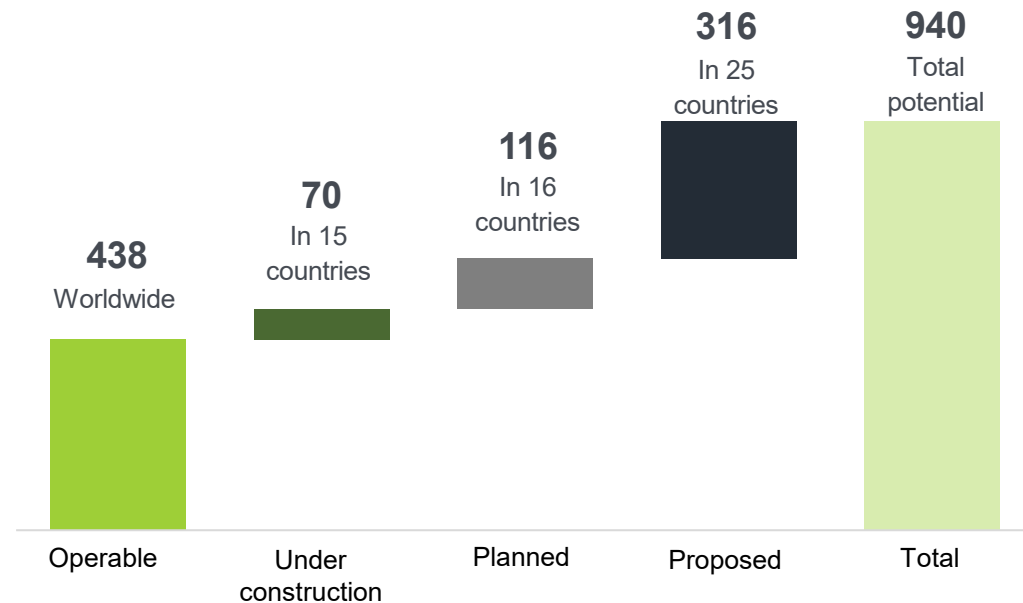 438
Worldwide
70
In 15
countries
116
In 16
countries
316
In 25
countries
940
Total
potential
Operable
Under
construction
Planned
Proposed
Total